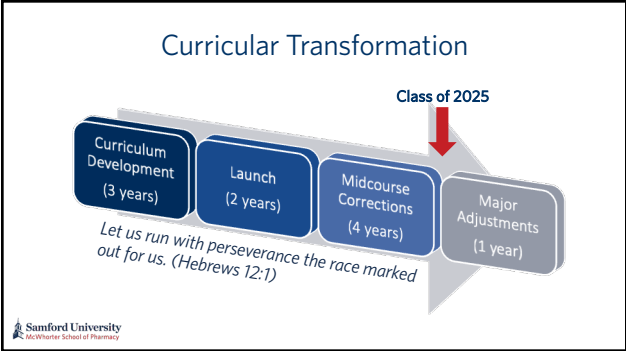 Curricular Transformation
Class of 2025
Curriculum
Development
(3 years)
Launch
(2 years)
Midcourse
Corrections
(4 years)
Major
Adjustments
(1 year)
Let us run with perseverance the race marked
out for us. (Hebrews 12:1)
Samford University
McWhorter School of Pharmacy